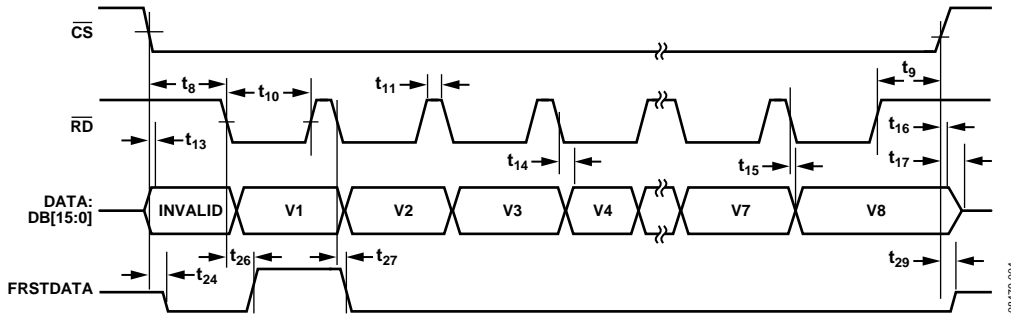 CS
t8
t10
t11
t9
RD
t13
t14
t15
t16
t17
DATA:
DB[15:0]
INVALID
V1
V2
V3
V4
V7
V8
t24
t26
t27
t29
FRSTDATA